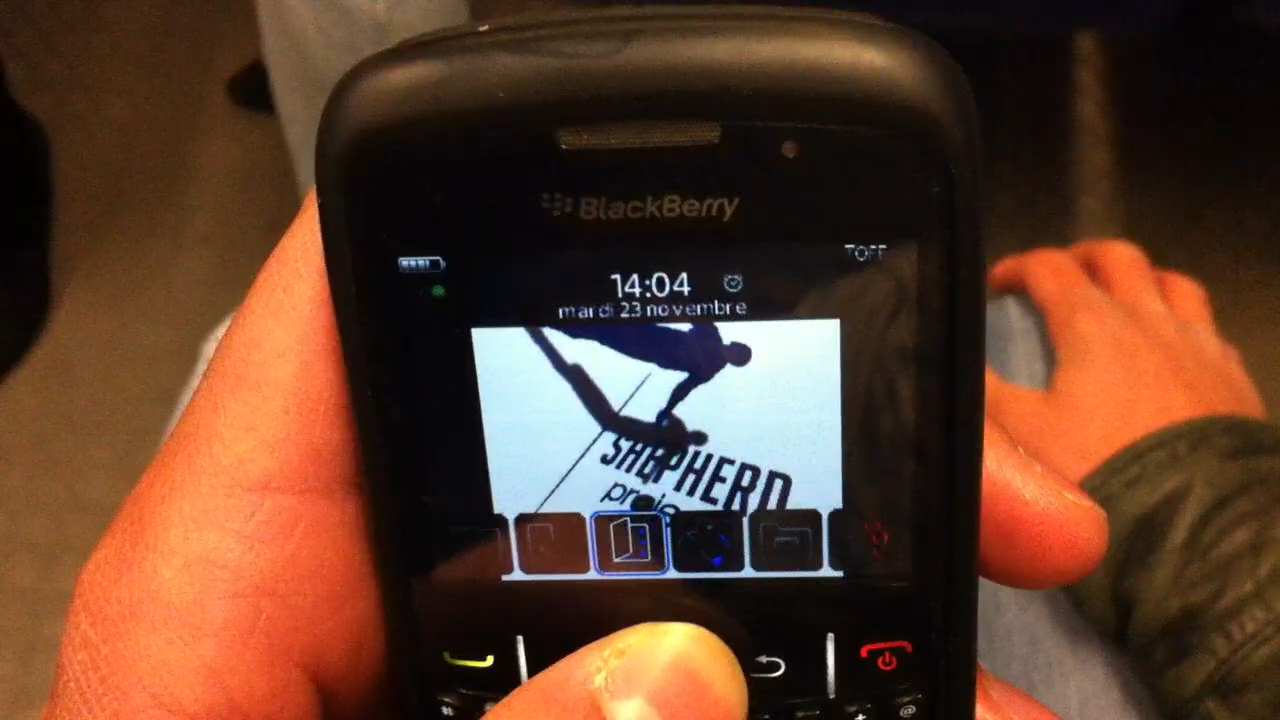 BlackBerry
TOFF
14:04
mardi 23 novembre
SHEPHERD
#
+
@